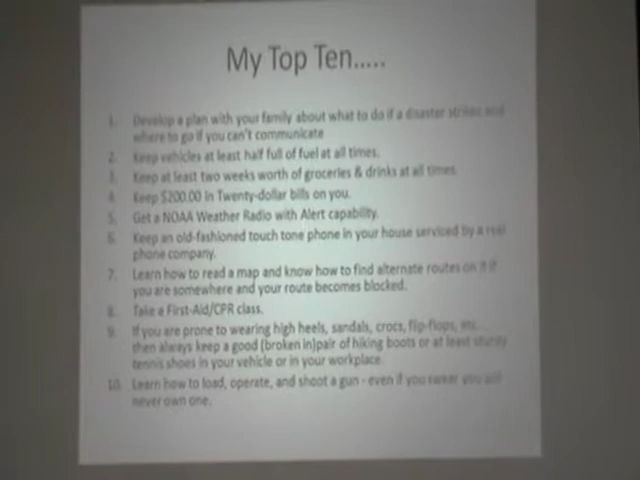 My Top Ten.....
1. Develop a plan with your family about what to do if a disaster strikes and
where to go if you can't communicate
2. Keep vehicles at least half full of fuel at all times.
3. Keep at least two weeks worth of groceries & drinks at all times.
4. Keep $200.00 in Twenty-dollar bills on you.
5. Get a NOAA Weather Radio with Alert capability.
6. Keep an old-fashioned touch tone phone in your house serviced by a real
phone company.
7. Learn how to read a map and know how to find alternate routes on it if
you are somewhere and your route becomes blocked.
8. Take a First-Aid/CPR class.
9. If you are prone to wearing high heels, sandals, crocs, flip-flops, etc...
then always keep a good (broken in)pair of hiking boots or at least sturdy
tennis shoes in your vehicle or in your workplace.
10. Learn how to load, operate, and shoot a gun - even if you you will
never own one.